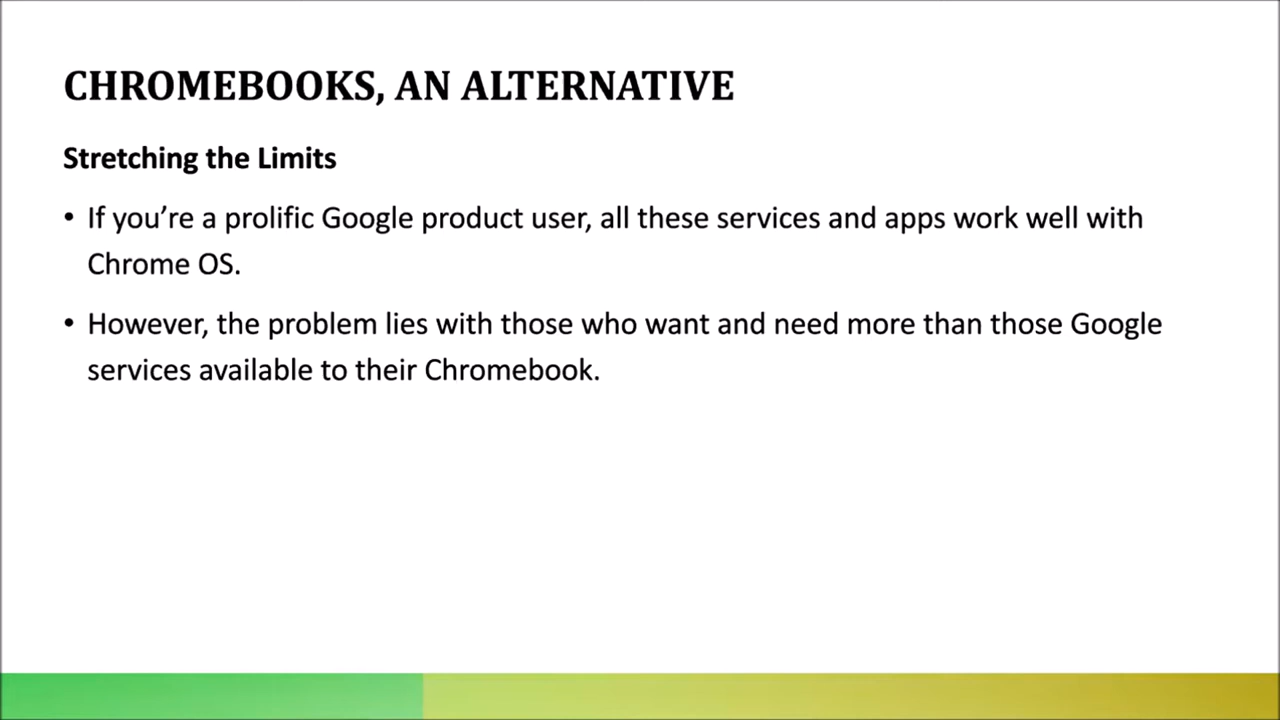 CHROMEBOOKS, AN ALTERNATIVE
Stretching the Limits
• If you’re a prolific Google product user, all these services and apps work well with
Chrome OS.
• However, the problem lies with those who want and need more than those Google
services available to their Chromebook.